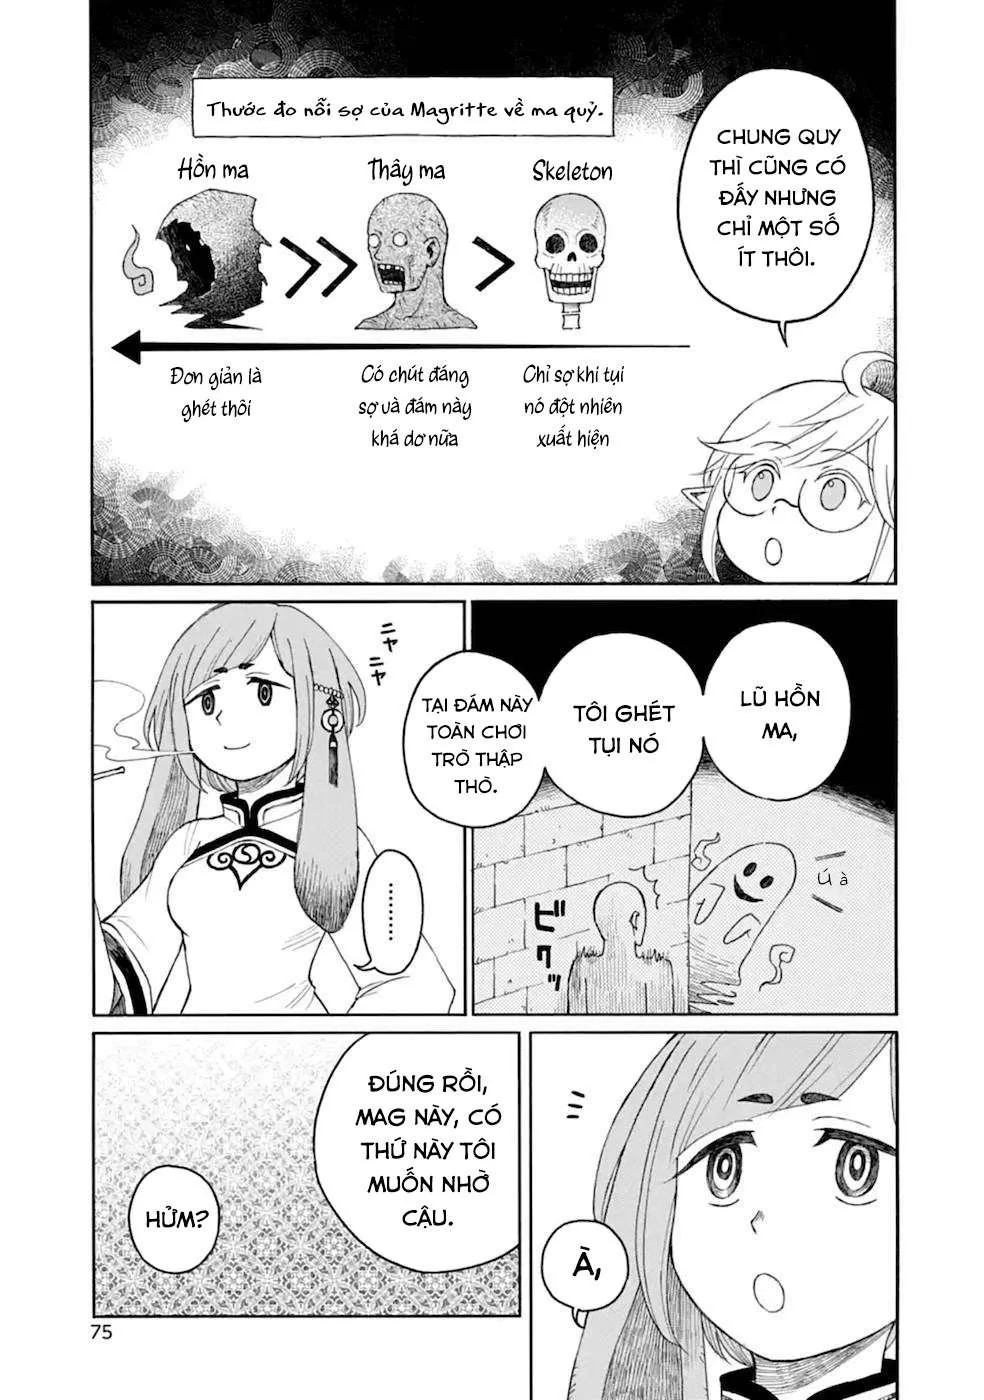 CHUNG QUY
THÌ CŨNG CÓ
ĐẤY NHƯNG
CHỈ MỘT SỐ
ÍT THÔI.
Thước đo nỗi sợ của Magritte về ma quỷ.
Hồn ma
Thây ma
Skeleton
Đơn giản là
ghét thôi
Có chút đáng
sợ và đám này
khá dơ nữa
Chỉ sợ khi tụi
nó đột nhiên
xuất hiện
LŨ HỒN
MA,
TÔI GHÉT
TỤI NÓ
TẠI ĐÁM NÀY
TOÀN CHƠI
TRÒ THẬP
THÒ.
Ú à
ビクッ
ニヤ
ニヤ
………
À,
ĐÚNG RỒI,
MAG NÀY, CÓ
THỨ NÀY TÔI
MUỐN NHỜ
CẬU.
HỬM?
75